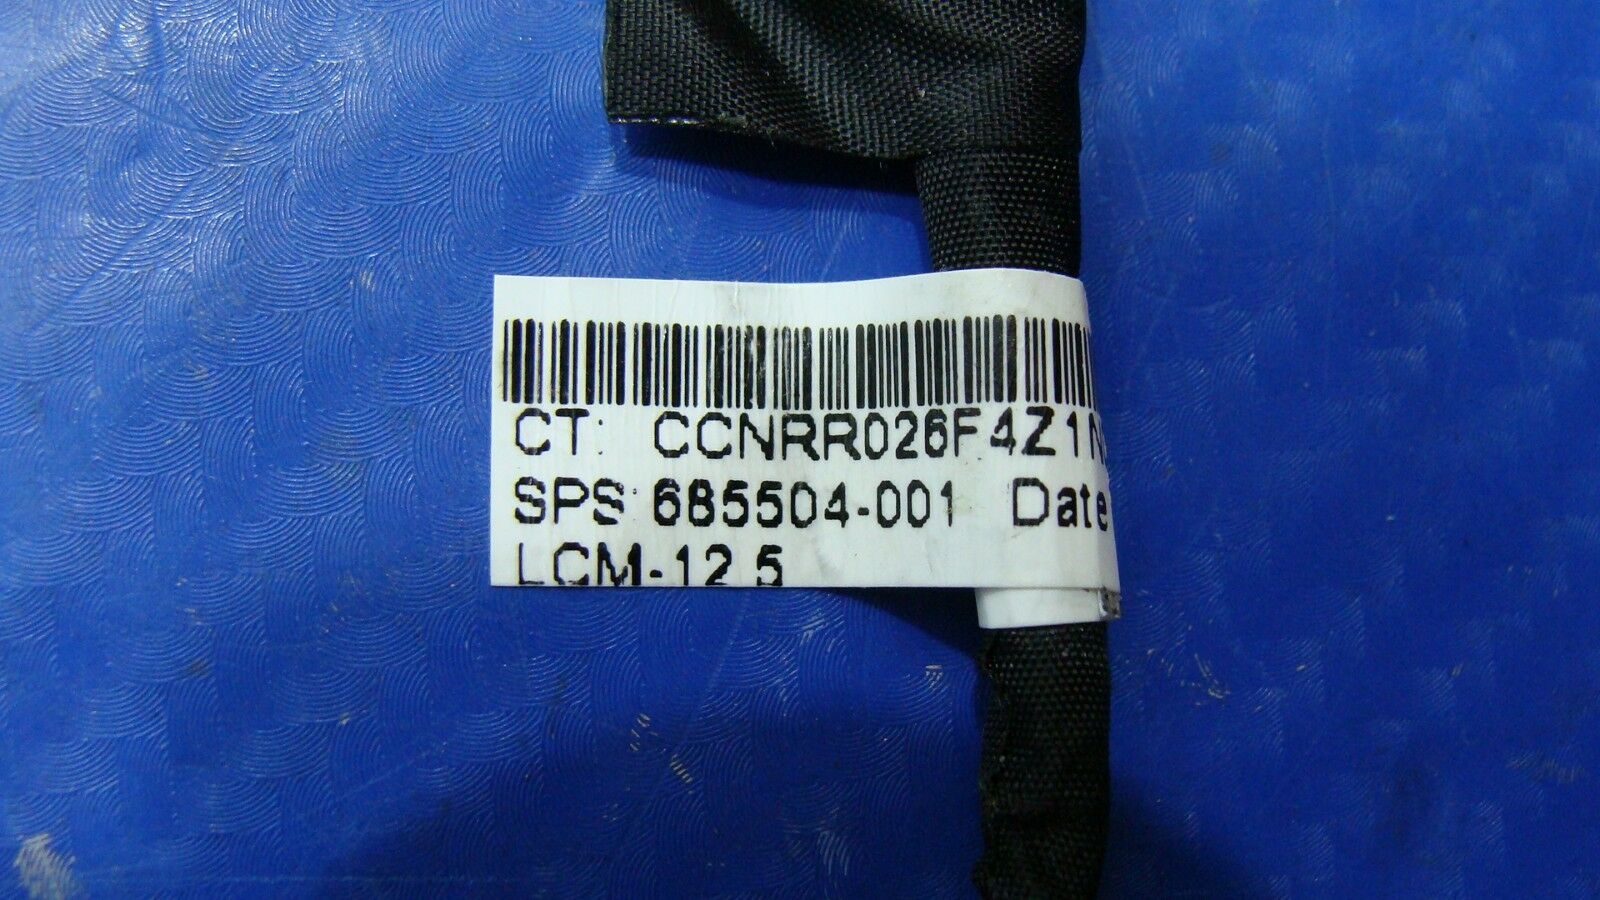 CT: CCNRR026F4Z1N
SPS: 685504-001 Date
LCM-12.5